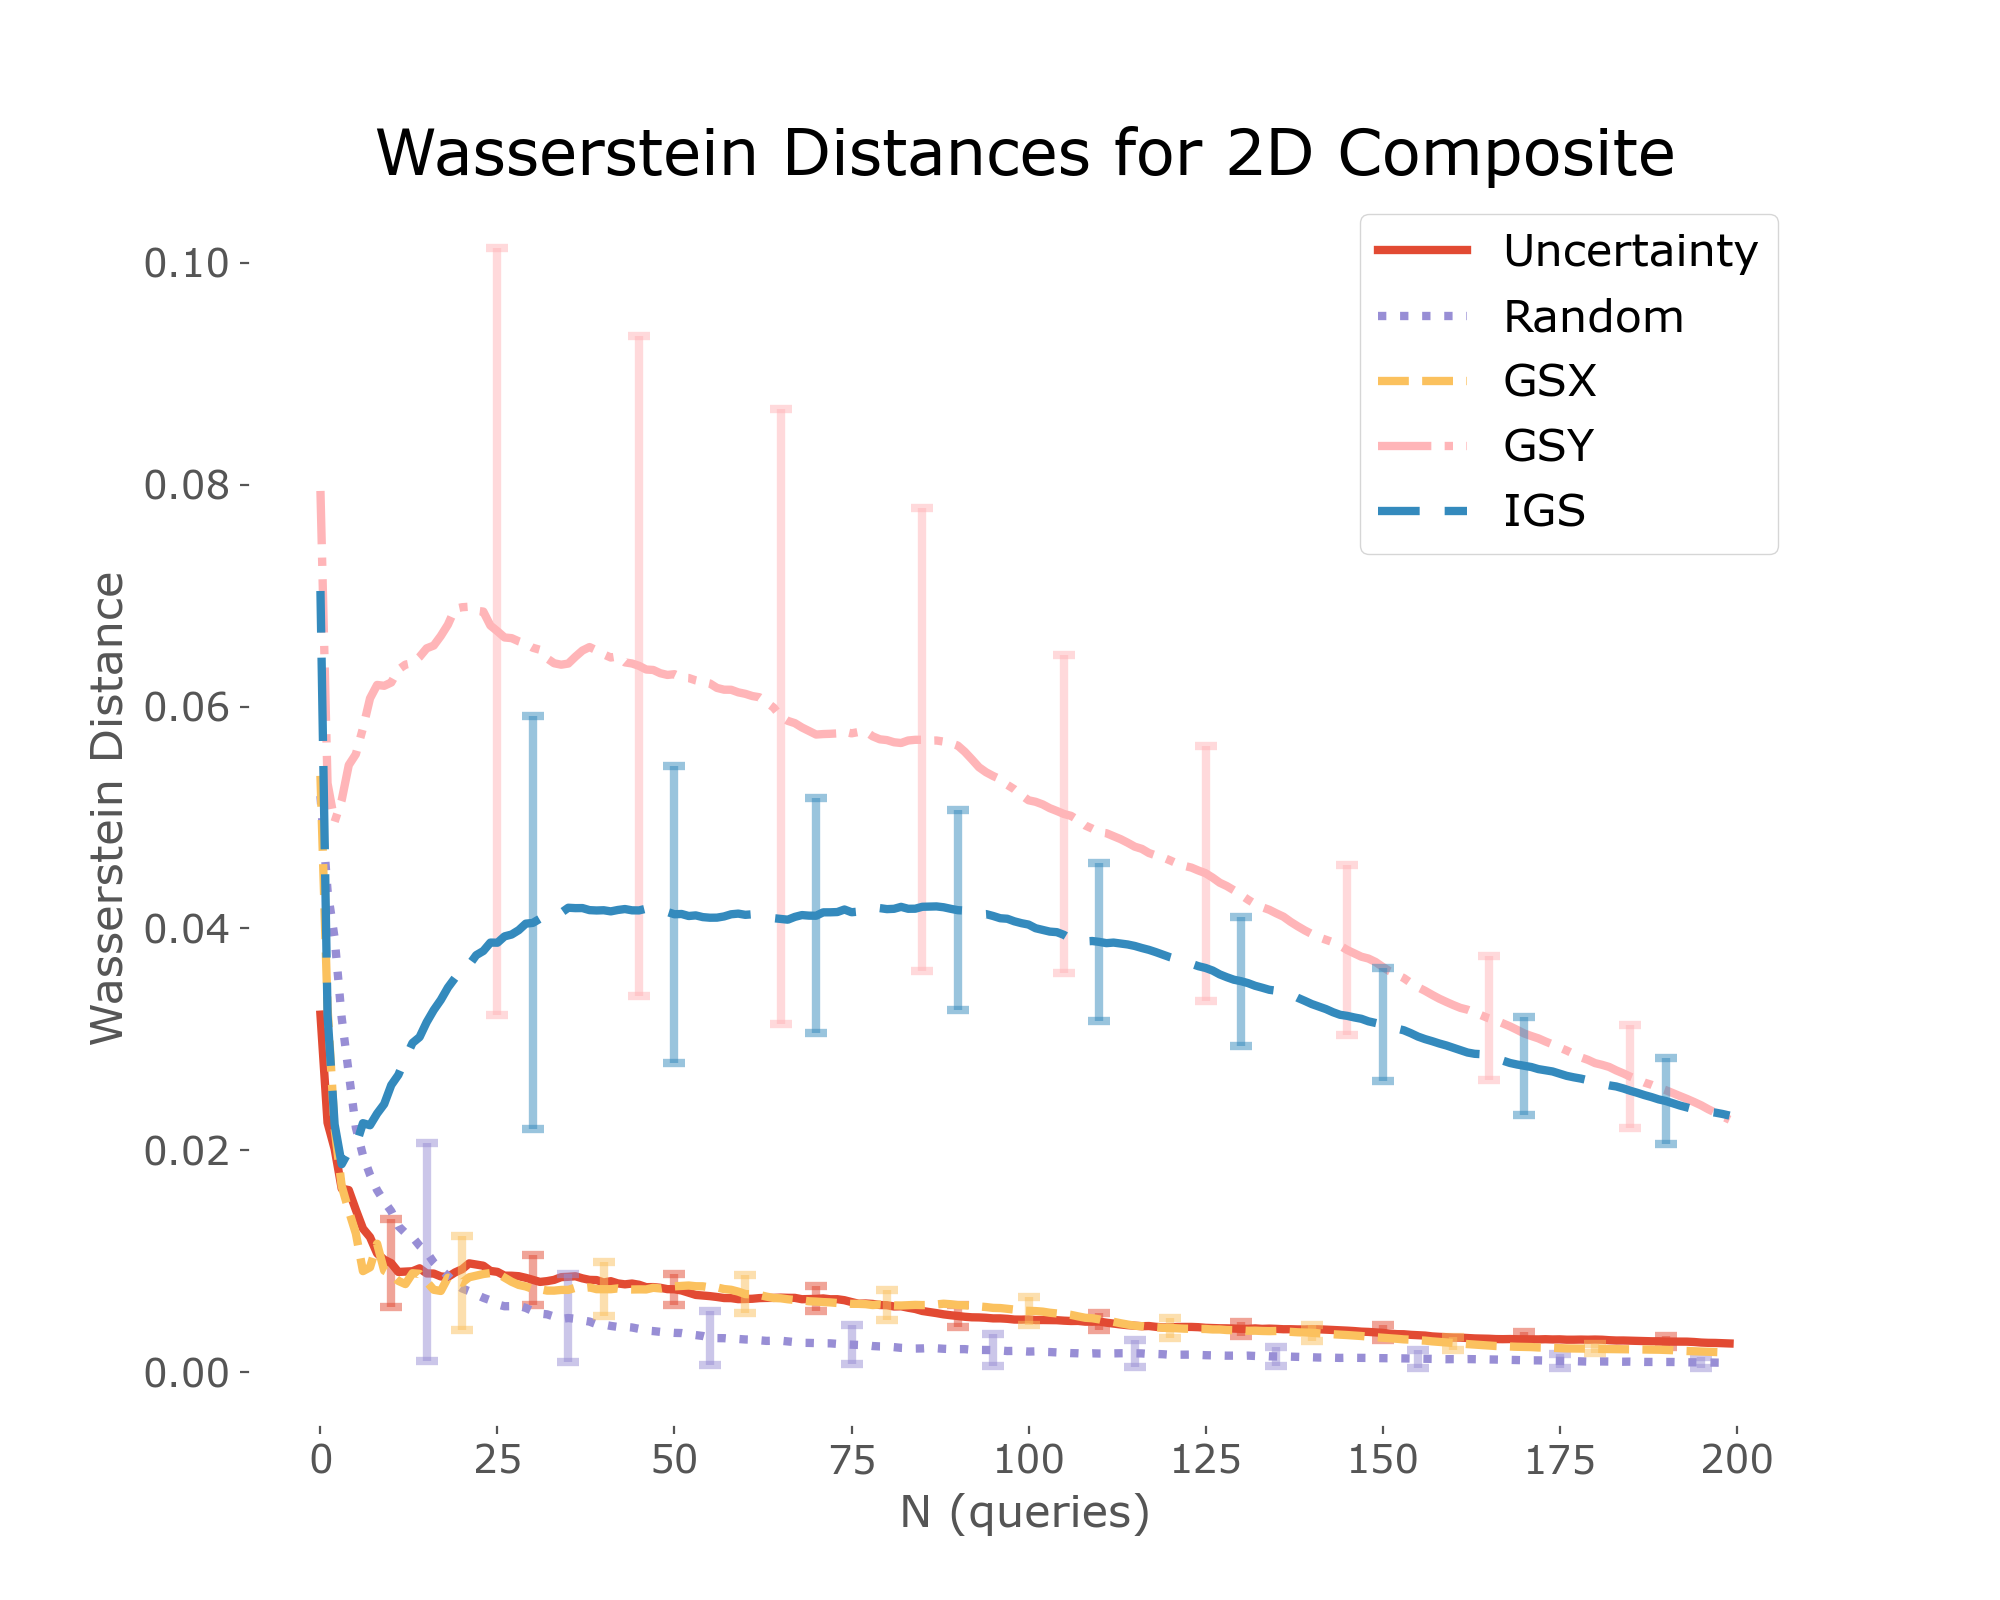 Wasserstein Distances for 2D Composite
Uncertainty
Random
GSX
GSY
IGS
Wasserstein Distance
0.10
0.08
0.06
0.04
0.02
0.00
0 25 50 75 100 125 150 175 200
N (queries)